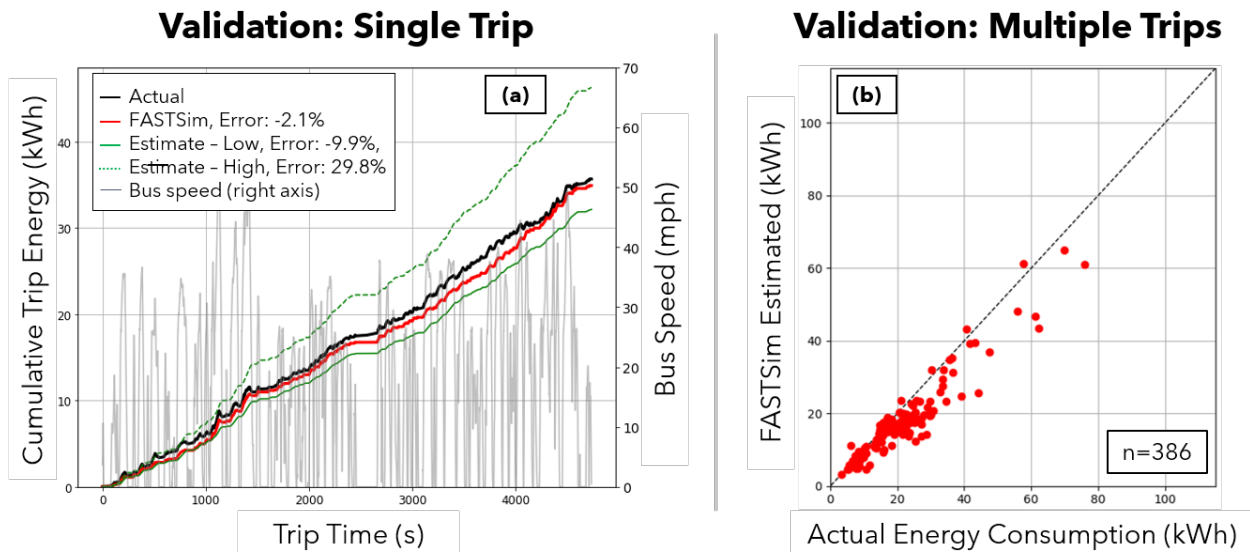 Validation: Single Trip
Cumulative Trip Energy (kWh)
40
30
20
10
0
(a)
Actual
FASTSim, Error: -2.1%
Estimate – Low, Error: -9.9%,
Estimate – High, Error: 29.8%
Bus speed (right axis)
70
60
50
40
30
20
10
0
Bus Speed (mph)
0
1000
2000
3000
4000
Trip Time (s)
Validation: Multiple Trips
FASTSim Estimated (kWh)
100
80
60
40
20
0
(b)
n=386
0
20
40
60
80
100
Actual Energy Consumption (kWh)